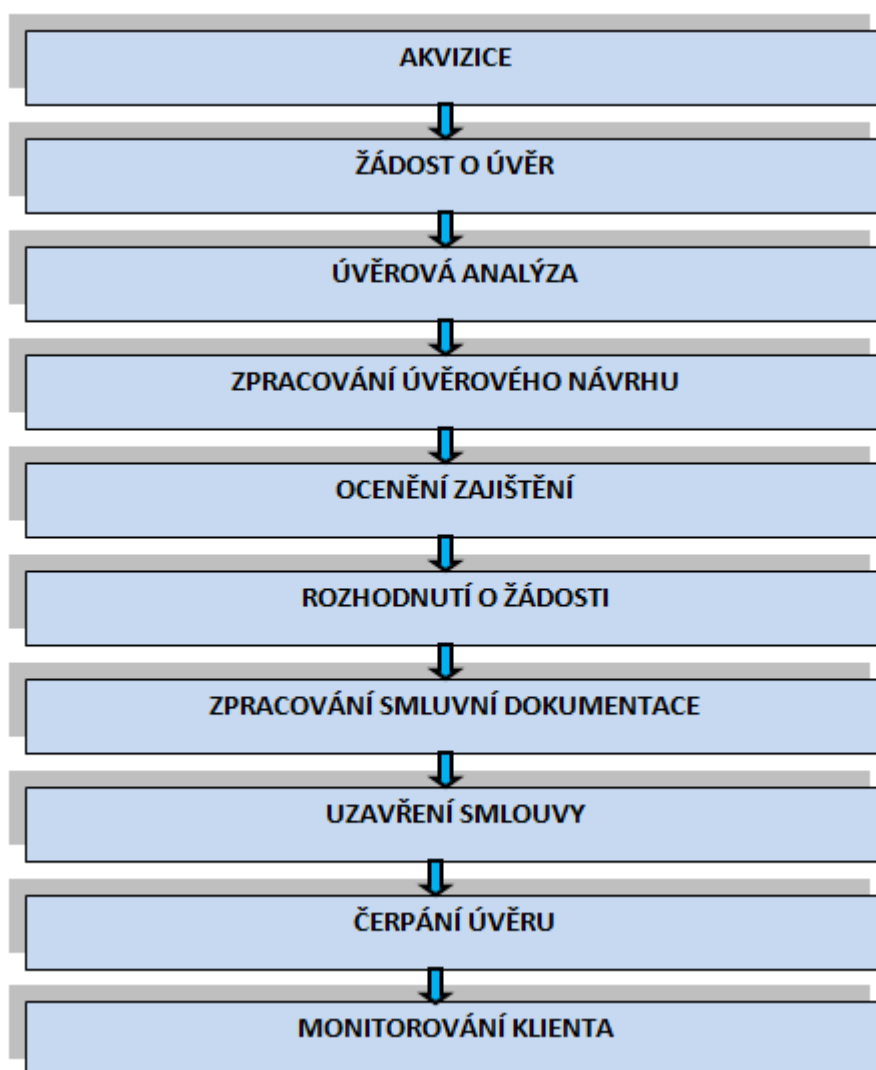 AKVIZICE
ŽÁDOST O ÚVĚR
ÚVĚROVÁ ANALÝZA
ZPRACOVÁNÍ ÚVĚROVÉHO NÁVRHU
OCENĚNÍ ZAJIŠTĚNÍ
ROZHODNUTÍ O ŽÁDOSTI
ZPRACOVÁNÍ SMLUVNÍ DOKUMENTACE
UZAVŘENÍ SMLOUVY
ČERPÁNÍ ÚVĚRU
MONITOROVÁNÍ KLIENTA